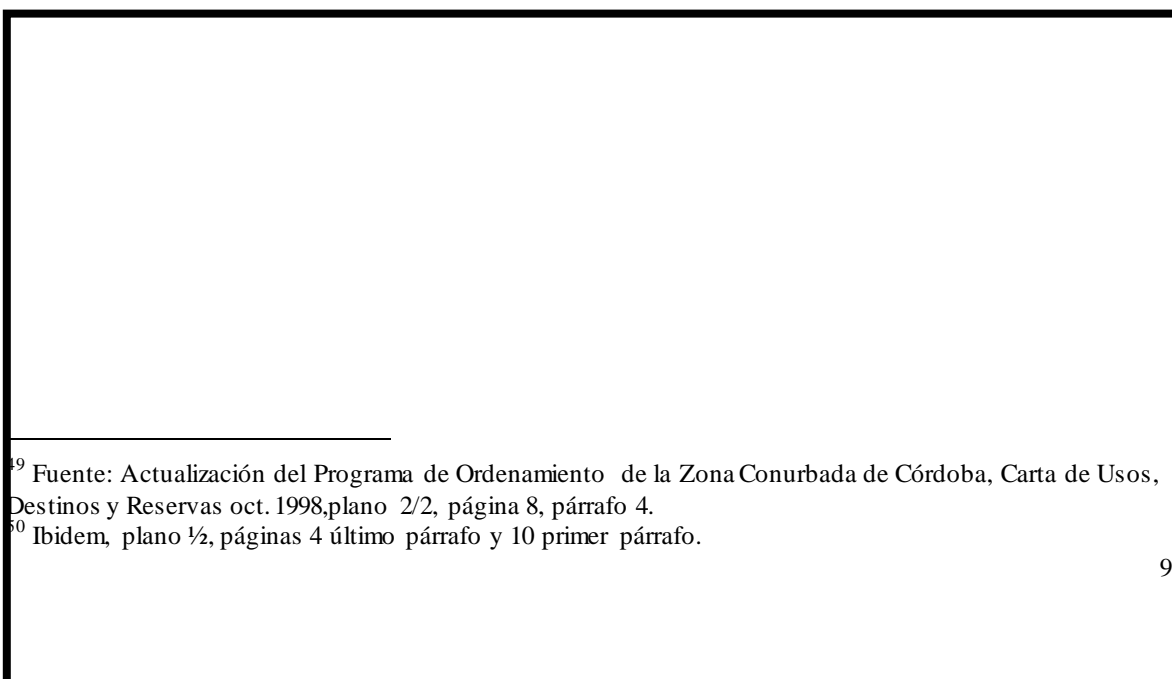 49 Fuente: Actualización del Programa de Ordenamiento de la Zona Conurbada de Córdoba, Carta de Usos,
Destinos y Reservas oct. 1998,plano 2/2, página 8, párrafo 4.
50 Ibidem, plano ½, páginas 4 último párrafo y 10 primer párrafo.
9